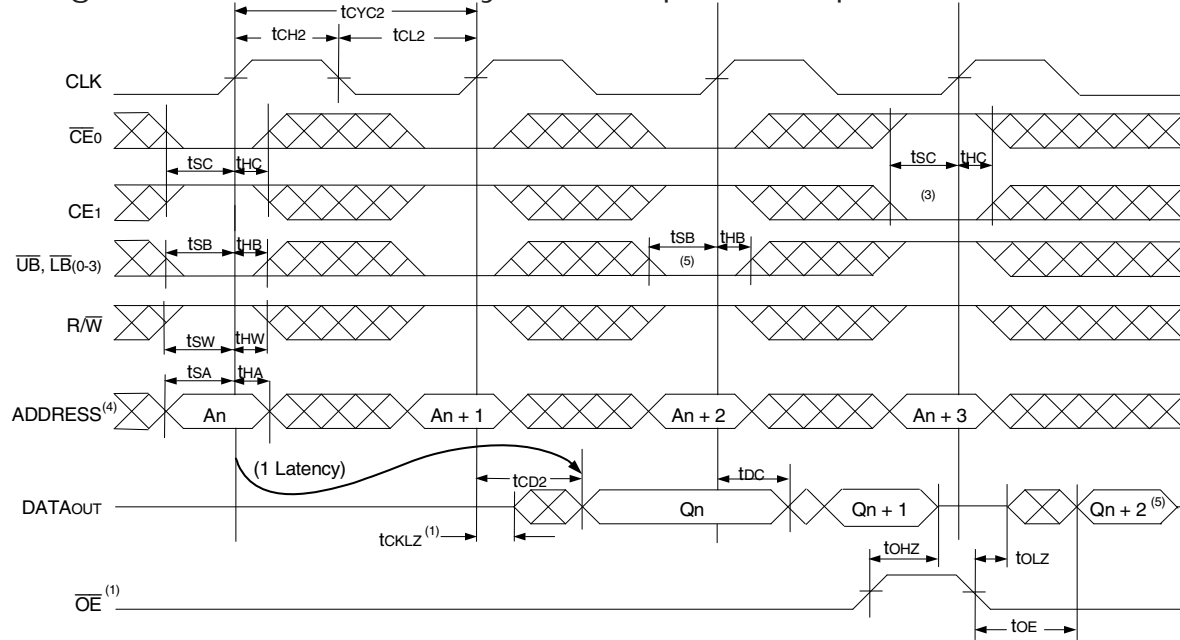 tCYC2
tCH2 tCL2
CLK
CE0
tSC tHC tSC tHC
(3)
CE1
tSB tHB tSB tHB
(5)
UB, LB(0-3)
R/W
tSW tHW
tSA tHA
ADDRESS(4) An An + 1 An + 2 An + 3
(1 Latency)
tCD2 tDC
DATAOUT Qn Qn + 1 Qn + 2 (5)
tCKLZ (1)
tOHZ tOLZ
OE (1)
tOE